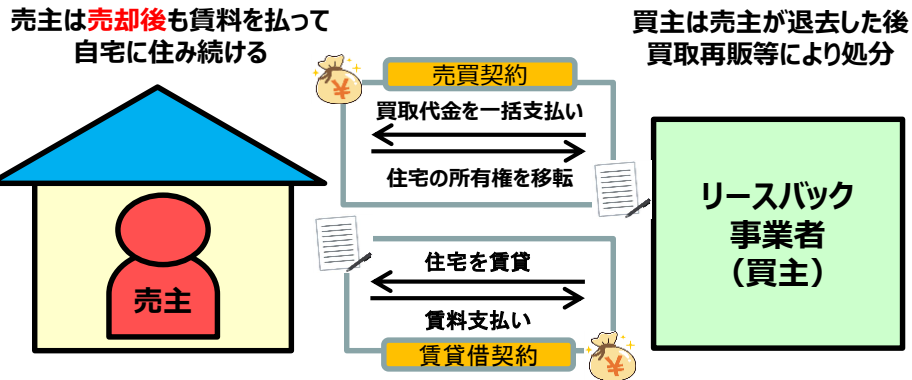 売主は売却後も賃料を払って
自宅に住み続ける
買主は売主が退去した後
買取再販等により処分
売買契約
買取代金を一括支払い
住宅の所有権を移転
売主
リースバック
事業者
（買主）
住宅を賃貸
賃料支払い
賃貸借契約
¥
¥